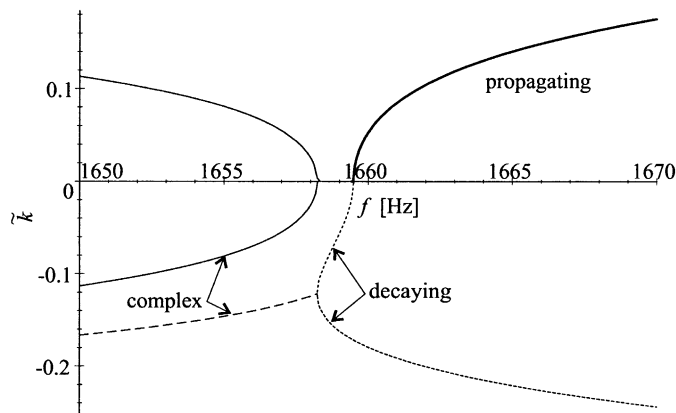 0.1
propagating
1650
1655
1660
1665
1670
0
f [Hz]
k̃
-0.1
complex
decaying
-0.2